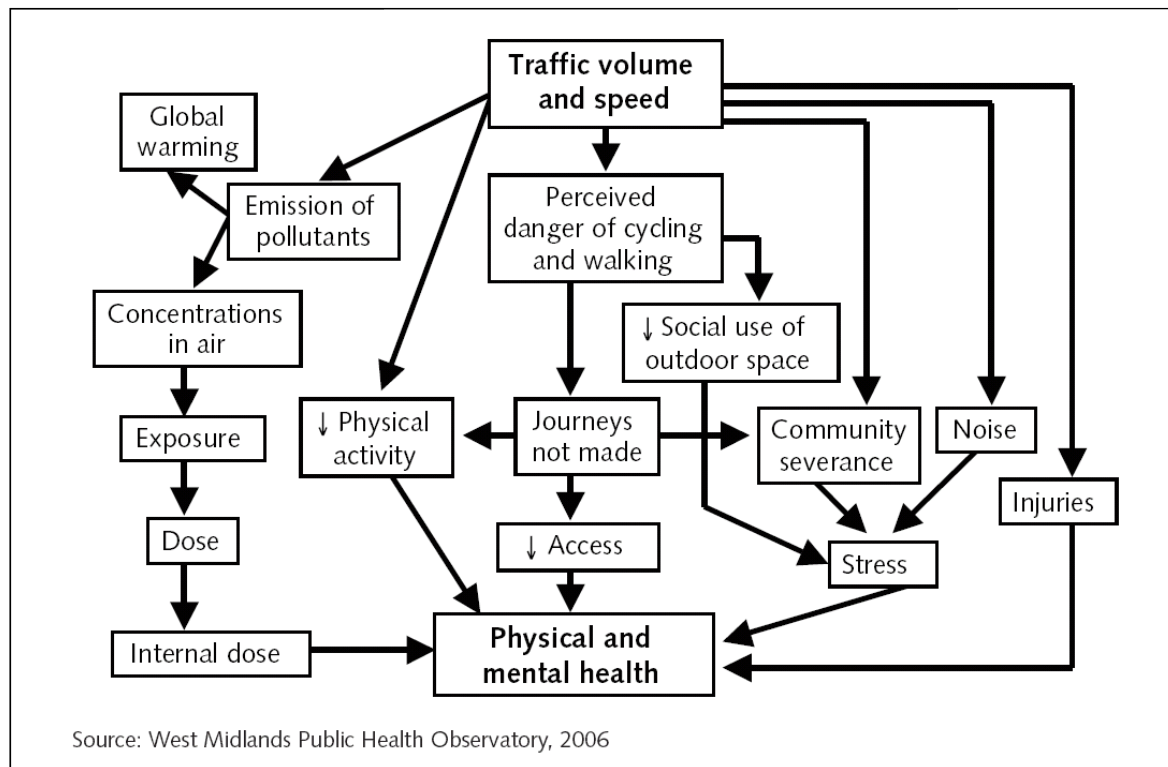 Traffic volume
and speed
Global
warming
Emission of
pollutants
Perceived
danger of cycling
and walking
Concentrations
in air
↓ Social use of
outdoor space
Exposure
↓ Physical
activity
Journeys
not made
Community
severance
Noise
Injuries
Dose
↓ Access
Stress
Internal dose
Physical and
mental health
Source: West Midlands Public Health Observatory, 2006